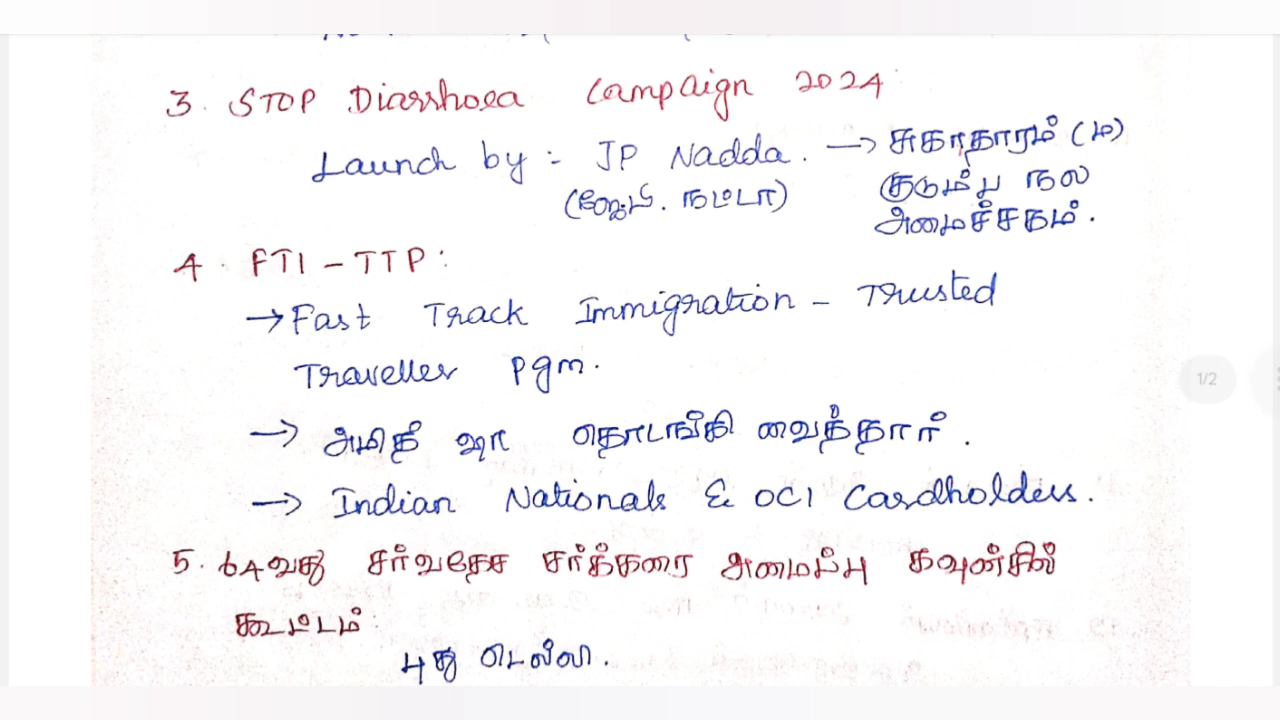 3. STOP Diarrhoea Campaign 2024:
Launch by:- JP Nadda. → சுகாதாரம் (ம)
(ஜே.பி. நட்டா) குடும்ப நல
அமைச்சகம்.
4. FTI - TTP:
→ Fast Track Immigration - Trusted
Traveller Pgm.
→ அமித் ஷா தொடங்கி வைத்தார்.
→ Indian Nationals & OCI Cardholders.
5. 64வது சர்வதேச சர்க்கரை அமைப்பு கவுன்சில்
கூட்டம்:
புது டெல்லி.
1/2